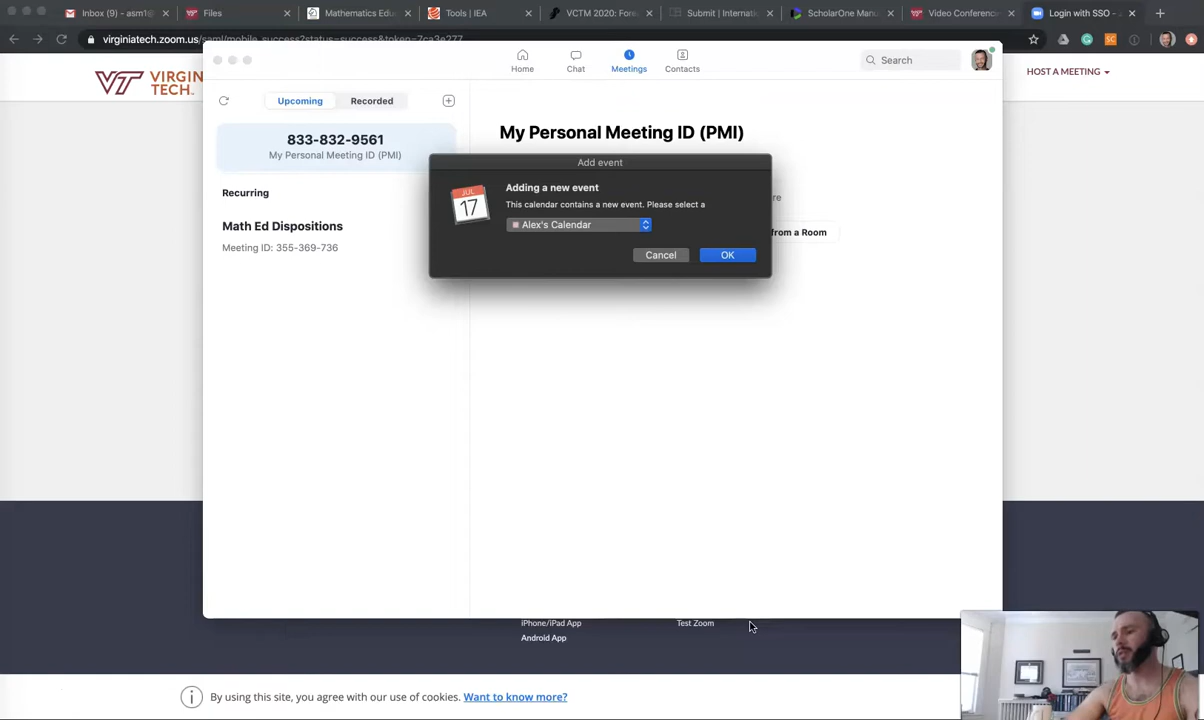 Inbox (9) - asm1@
Files
Mathematics Edu
Tools | IEA
VCTM 2020: Fore
Submit | Internati
ScholarOne Manu
Video Conferenc
Login with SSO -
virginiatech.zoom.us/saml/mobile_success?status=success&token=7ca3e277
VT VIRGINIA
TECH.
HOST A MEETING
Home
Chat
Meetings
Contacts
Search
Upcoming
Recorded
833-832-9561
My Personal Meeting ID (PMI)
Recurring
Math Ed Dispositions
Meeting ID: 355-369-736
My Personal Meeting ID (PMI)
from a Room
Add event
JUL
17
Adding a new event
This calendar contains a new event. Please select a
Alex's Calendar
Cancel
OK
iPhone/iPad App
Android App
Test Zoom
By using this site, you agree with our use of cookies. Want to know more?